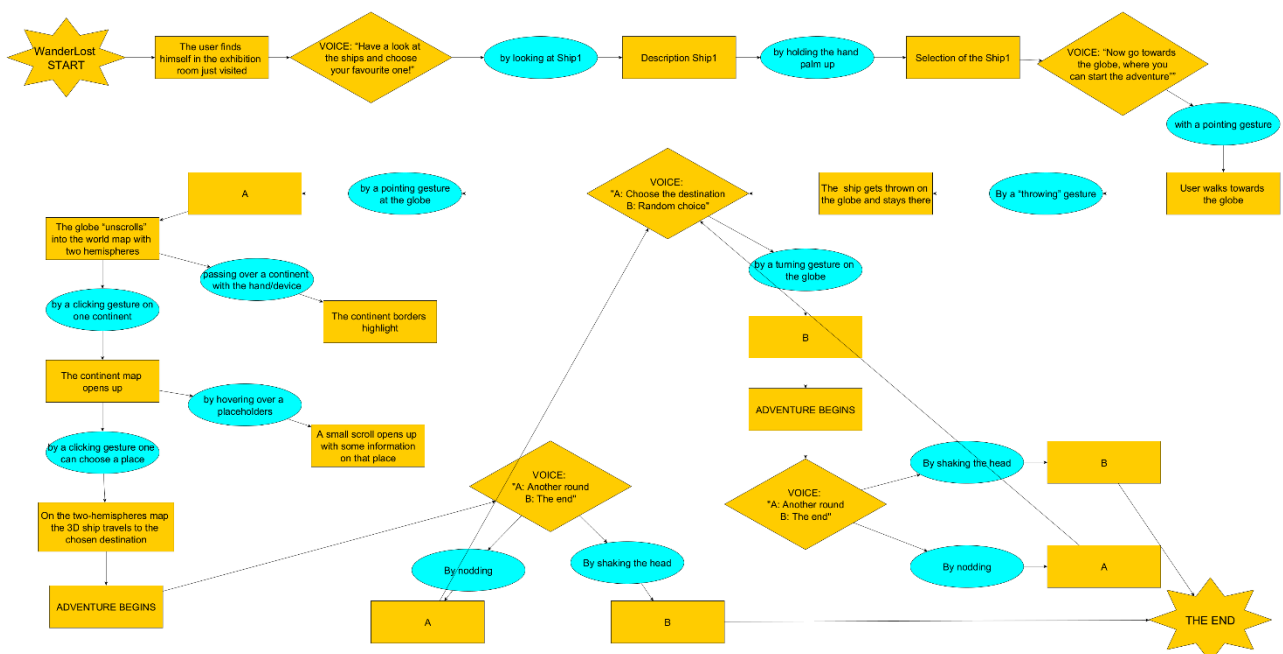 WanderLost
START
The user finds
himself in the exhibition
room just visited
VOICE: “Have a look at
the ships and choose
your favourite one!”
by looking at Ship1
Description Ship1
by holding the hand
palm up
Selection of the Ship1
VOICE: “Now go towards
the globe, where you
can start the adventure”"
with a pointing gesture
User walks towards
the globe
By a “throwing” gesture
The ship gets thrown on
the globe and stays there
VOICE:
"A: Choose the destination
B: Random choice"
by a pointing gesture
at the globe
A
The globe “unscrolls”
into the world map with
two hemispheres
passing over a continent
with the hand/device
The continent borders
highlight
by a clicking gesture on
one continent
The continent map
opens up
by hovering over a
placeholders
A small scroll opens up
with some information
on that place
by a clicking gesture one
can choose a place
On the two-hemispheres map
the 3D ship travels to the
chosen destination
ADVENTURE BEGINS
VOICE:
"A: Another round
B: The end"
By nodding
A
By shaking the head
B
by a turning gesture on
the globe
B
ADVENTURE BEGINS
VOICE:
"A: Another round
B: The end"
By shaking the head
B
By nodding
A
THE END